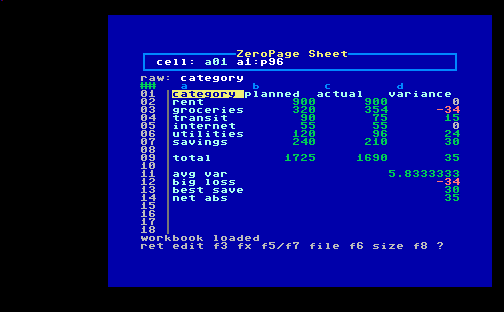 ZeroPage Sheet
cell: a01 a1:p96
raw: category
## a b c d
01 category planned actual variance
02 rent 900 900 0
03 groceries 320 354 -34
04 transit 90 75 15
05 internet 55 55 0
06 utilities 120 96 24
07 savings 240 210 30
08
09 total 1725 1690 35
10
11 avg var 5.8333333
12 big loss -34
13 best save 30
14 net abs 35
15
16
17
18
workbook loaded
ret edit f3 fx f5/f7 file f6 size f8 ?